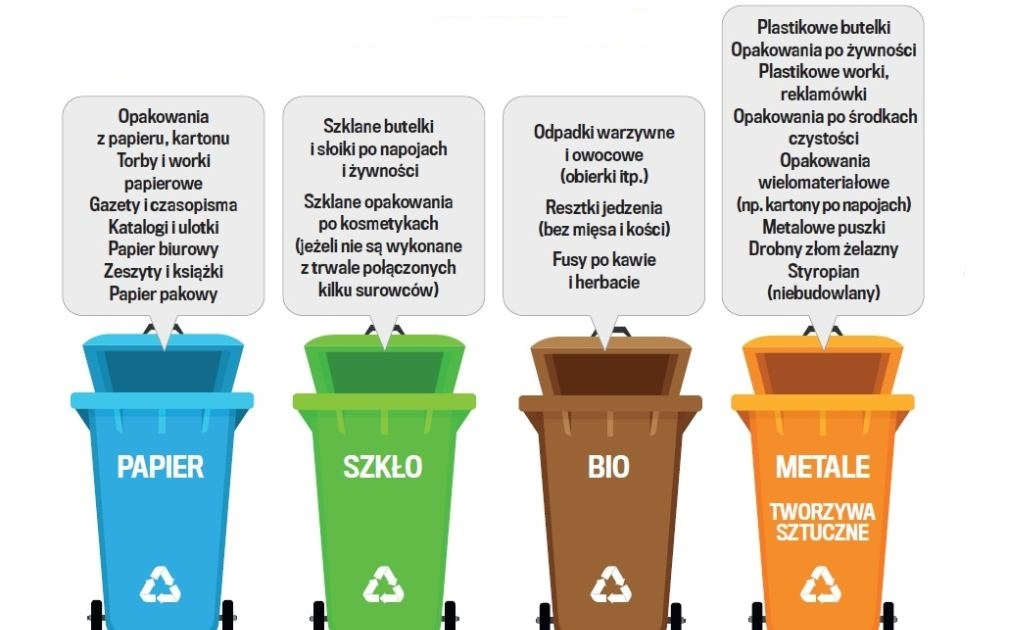 Opakowania
z papieru, kartonu
Torby i worki
papierowe
Gazety i czasopisma
Katalogi i ulotki
Papier biurowy
Zeszyty i książki
Papier pakowy
PAPIER
Szklane butelki
i słoiki po napojach
i żywności
Szklane opakowania
po kosmetykach
(jeżeli nie są wykonane
z trwale połączonych
kilku surowców)
SZKŁO
Odpadki warzywne
i owocowe
(obierki itp.)
Resztki jedzenia
(bez mięsa i kości)
Fusy po kawie
i herbacie
BIO
Plastikowe butelki
Opakowania po żywności
Plastikowe worki,
reklamówki
Opakowania po środkach
czystości
Opakowania
wielomateriałowe
(np. kartony po napojach)
Metalowe puszki
Drobny złom żelazny
Styropian
(niebudowlany)
METALE
TWORZYWA
SZTUCZNE